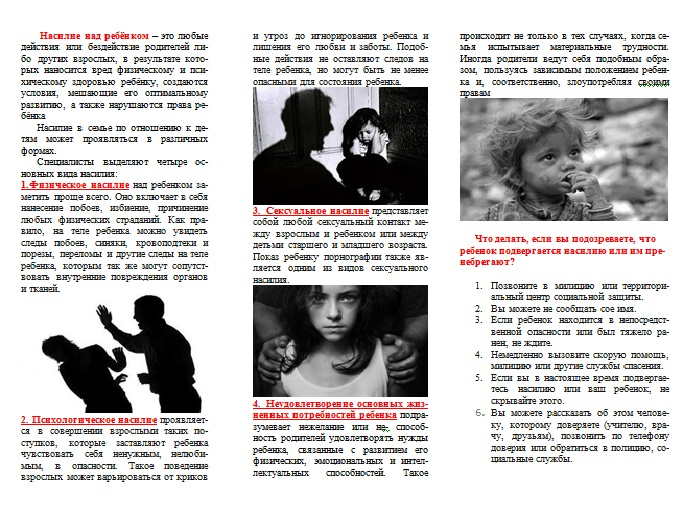 Насилие над ребёнком – это любые
действия или бездействие родителей ли-
бо других взрослых, в результате кото-
рых наносится вред физическому и пси-
хическому здоровью ребёнку, создаются
условия, мешающие его оптимальному
развитию, а также нарушаются права ре-
бёнка
Насилие в семье по отношению к де-
тям может проявляться в различных
формах.
Специалисты выделяют четыре ос-
новных вида насилия:
1.Физическое насилие над ребенком за-
метить проще всего. Оно включает в себя
нанесение побоев, избиение, причинение
любых физических страданий. Как пра-
вило, на теле ребенка можно увидеть
следы побоев, синяки, кровоподтеки и
порезы, переломы и другие следы на теле
ребенка, которым так же могут сопутст-
вовать внутренние повреждения органов
и тканей.
2. Психологическое насилие проявляет-
ся в совершении взрослыми таких по-
ступков, которые заставляют ребенка
чувствовать себя ненужным, нелюби-
мым, в опасности. Такое поведение
взрослых может варьироваться от криков
и угроз до игнорирования ребенка и
лишения его любви и заботы. Подоб-
ные действия не оставляют следов на
теле ребенка, но могут быть не менее
опасными для состояния ребенка.
3. Сексуальное насилие представляет
собой любой сексуальный контакт ме-
жду взрослым и ребенком или между
детьми старшего и младшего возраста.
Показ ребенку порнографии также яв-
ляется одним из видов сексуального
насилия.
4. Неудовлетворение основных жиз-
ненных потребностей ребенка подра-
зумевает нежелание или не, способ-
ность родителей удовлетворять нужды
ребенка, связанные с развитием его
физических, эмоциональных и интел-
лектуальных способностей. Такое
происходит не только в тех случаях, когда се-
мья испытывает материальные трудности.
Иногда родители ведут себя подобным обра-
зом, пользуясь зависимым положением ребен-
ка и, соответственно, злоупотребляя своими
правам
Что делать, если вы подозреваете, что
ребенок подвергается насилию или им пре-
небрегают?
1. Позвоните в милицию или территори-
альный центр социальной защиты.
2. Вы можете не сообщать свое имя.
3. Если ребенок находится в непосредст-
венной опасности или был тяжело ра-
нен, не ждите.
4. Немедленно вызовите скорую помощь,
милицию или другие службы спасения.
5. Если вы в настоящее время подвергае-
тесь насилию или ваш ребенок, не
скрывайте этого.
6. Вы можете рассказать об этом челове-
ку, которому доверяете (учителю, вра-
чу, друзьям), позвонить по телефону
доверия или обратиться в полицию, со-
циальные службы.